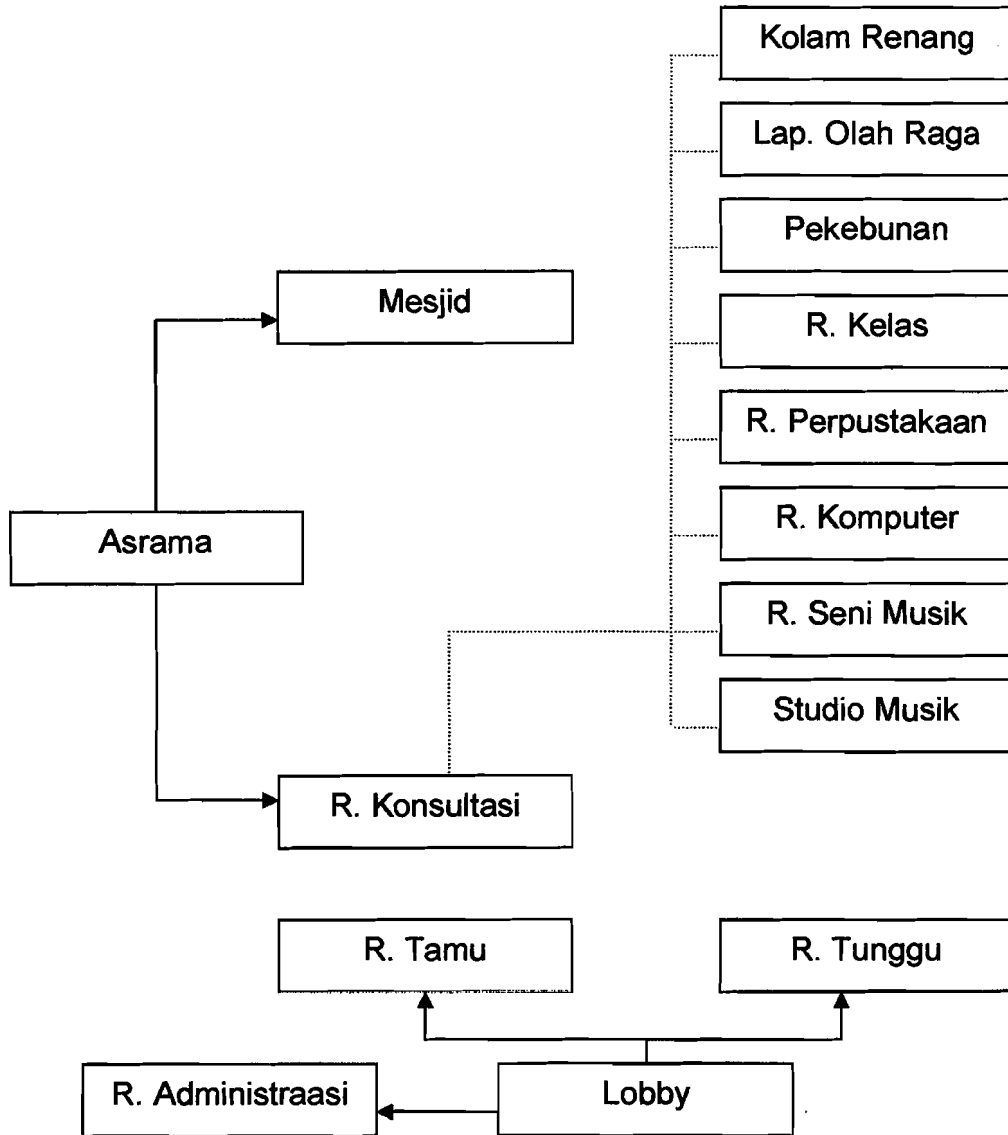 Kolam Renang
Lap. Olah Raga
Pekebunan
Mesjid
R. Kelas
R. Perpustakaan
R. Komputer
Asrama
R. Seni Musik
Studio Musik
R. Konsultasi
R. Tamu
R. Tunggu
R. Administraasi
Lobby